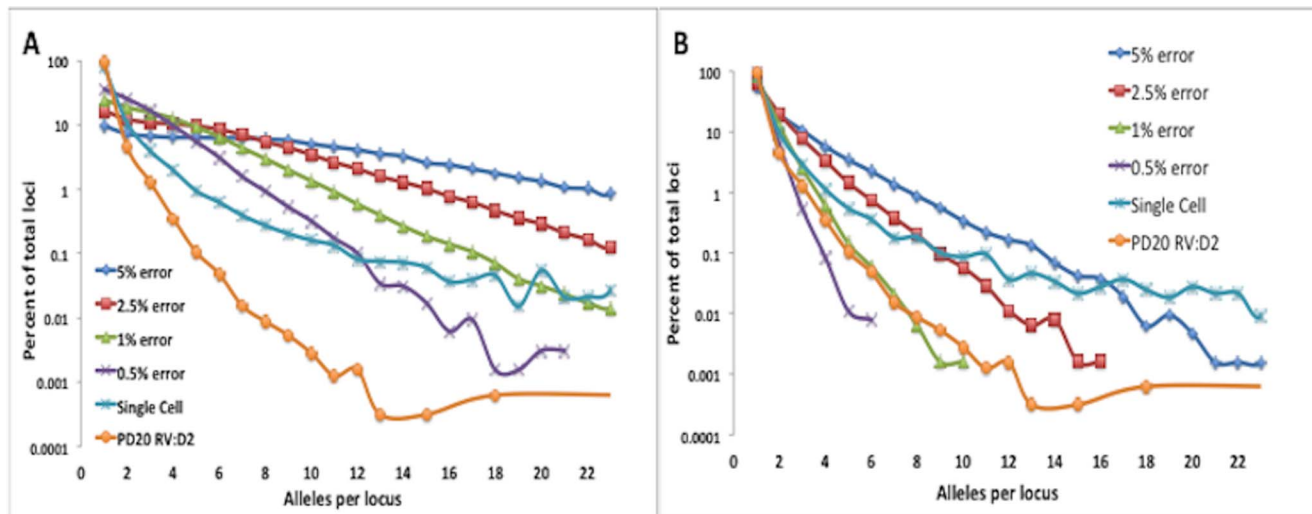 A
100
10
1
0.1
0.01
0.001
0.0001
Percent of total loci
5% error
2.5% error
1% error
0.5% error
Single Cell
PD20 RV:D2
0 2 4 6 8 10 12 14 16 18 20 22
Alleles per locus
B
100
10
1
0.1
0.01
0.001
0.0001
Percent of total loci
5% error
2.5% error
1% error
0.5% error
Single Cell
PD20 RV:D2
0 2 4 6 8 10 12 14 16 18 20 22
Alleles per locus